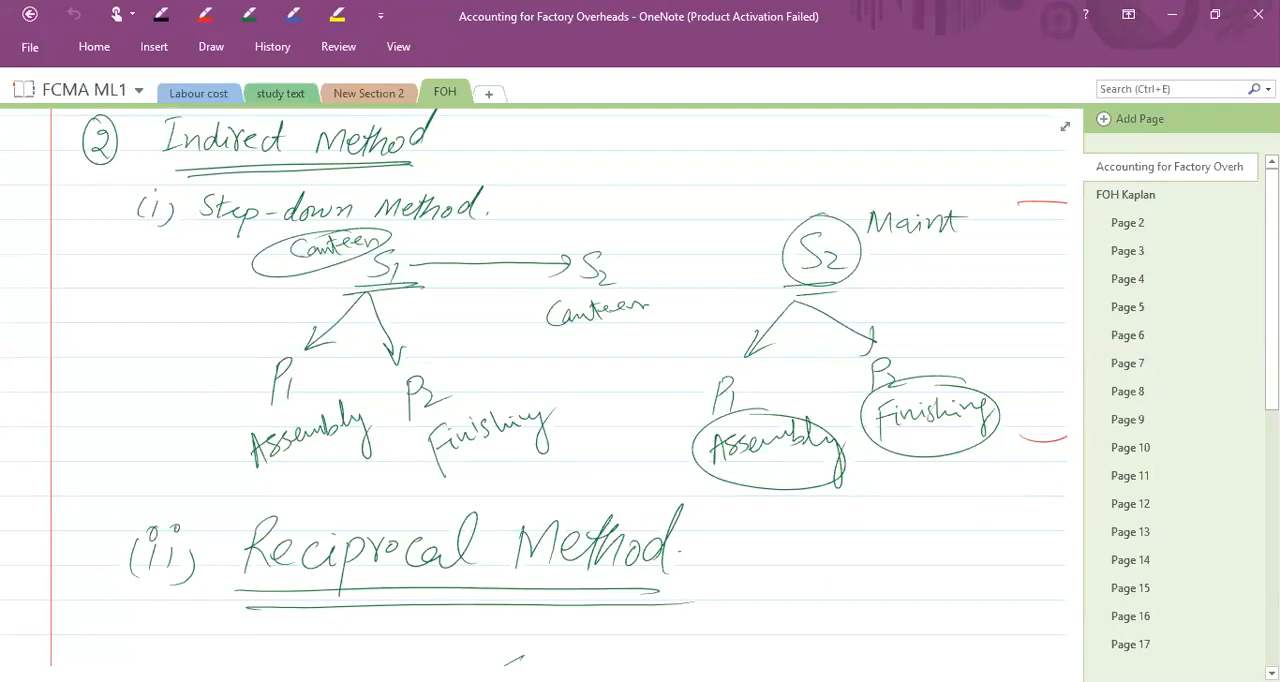 Accounting for Factory Overheads - OneNote (Product Activation Failed)
?
File Home Insert Draw History Review View
FCMA ML1
Labour cost
study text
New Section 2
FOH
Search (Ctrl+E)
Add Page
Accounting for Factory Overh
FOH Kaplan
Page 2
Page 3
Page 4
Page 5
Page 6
Page 7
Page 8
Page 9
Page 10
Page 11
Page 12
Page 13
Page 14
Page 15
Page 16
Page 17
2 Indirect Method
(i) Step-down Method.
Canteen
S1 S2
Canteen
P1 P2
Assembly Finishing
S2 Maint
P1 P2
Assembly Finishing
(ii) Reciprocal Method.